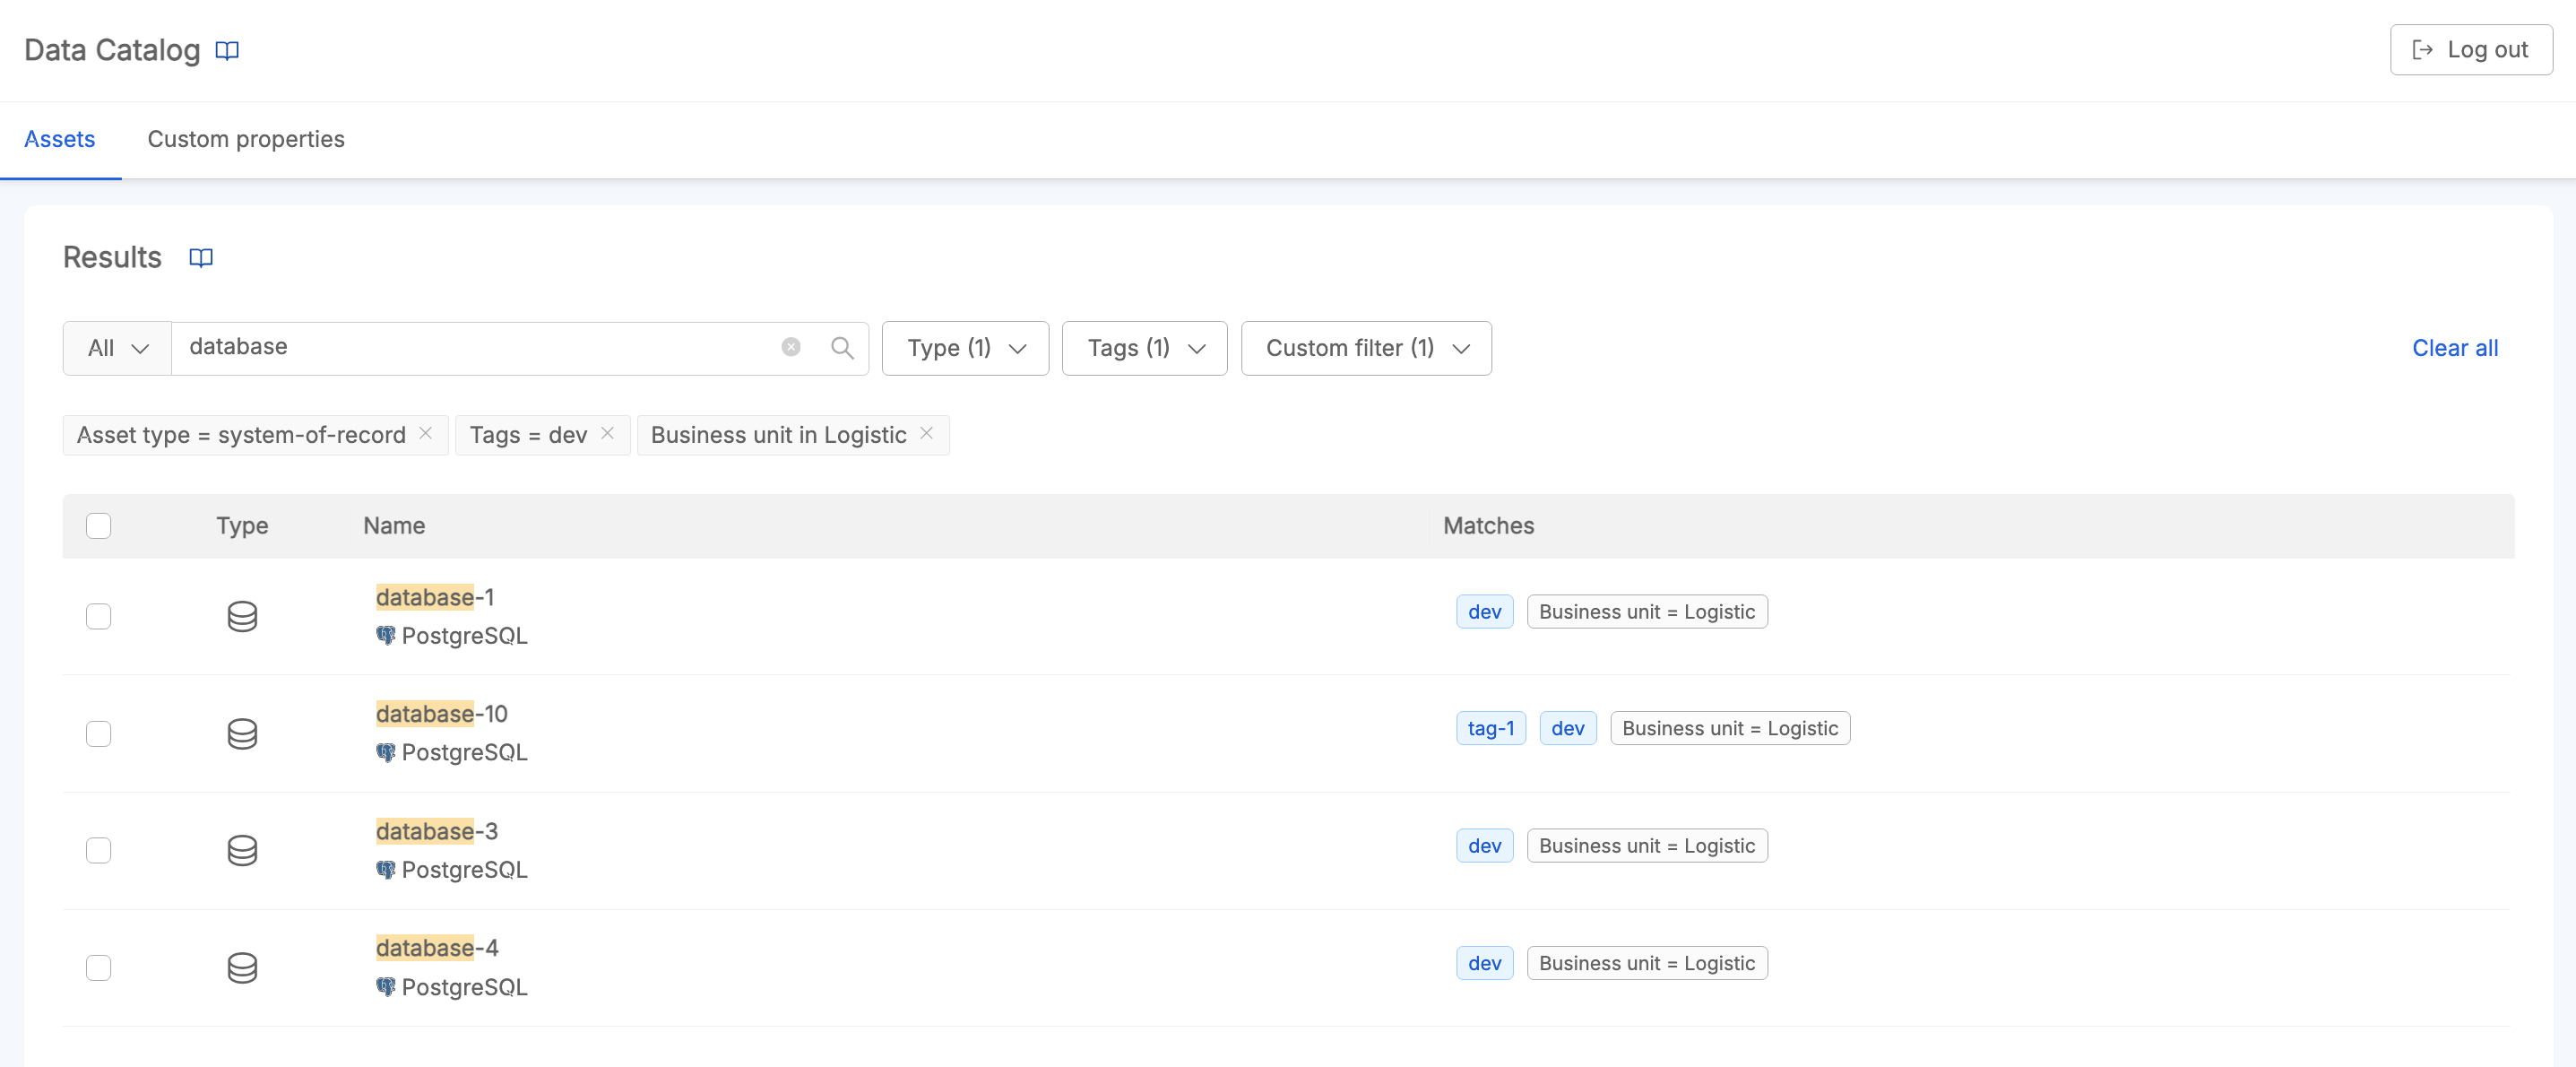 Data Catalog
Log out
Assets Custom properties
Results
All database Type (1) Tags (1) Custom filter (1) Clear all
Asset type = system-of-record Tags = dev Business unit in Logistic
Type Name Matches
database-1
PostgreSQL
dev Business unit = Logistic
database-10
PostgreSQL
tag-1 dev Business unit = Logistic
database-3
PostgreSQL
dev Business unit = Logistic
database-4
PostgreSQL
dev Business unit = Logistic